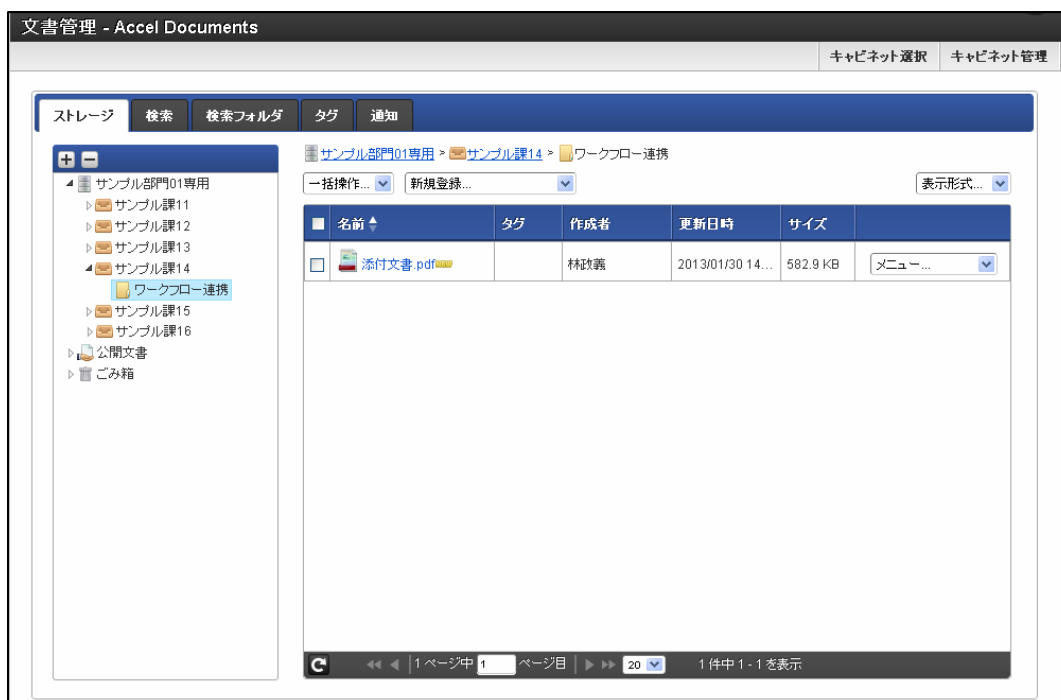 文書管理 - Accel Documents
キャビネット選択 キャビネット管理
ストレージ 検索 検索フォルダ タグ 通知
サンプル部門01専用 > サンプル課14 > ワークフロー連携
一括操作... 新規登録... 表示形式...
サンプル部門01専用
サンプル課11
サンプル課12
サンプル課13
サンプル課14
ワークフロー連携
サンプル課15
サンプル課16
公開文書
ごみ箱
名前 タグ 作成者 更新日時 サイズ
添付文書.pdf 林政義 2013/01/30 14... 582.9 KB メニュー...
1 ページ中 1 ページ目 20 1 件中 1 - 1 を表示